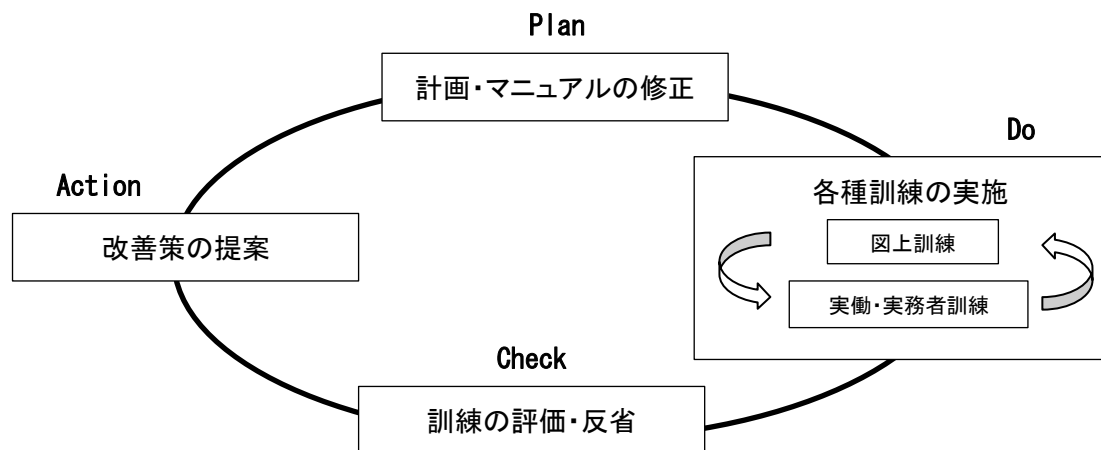 Plan
計画・マニュアルの修正
Do
各種訓練の実施
図上訓練
実働・実務者訓練
Action
改善策の提案
Check
訓練の評価・反省